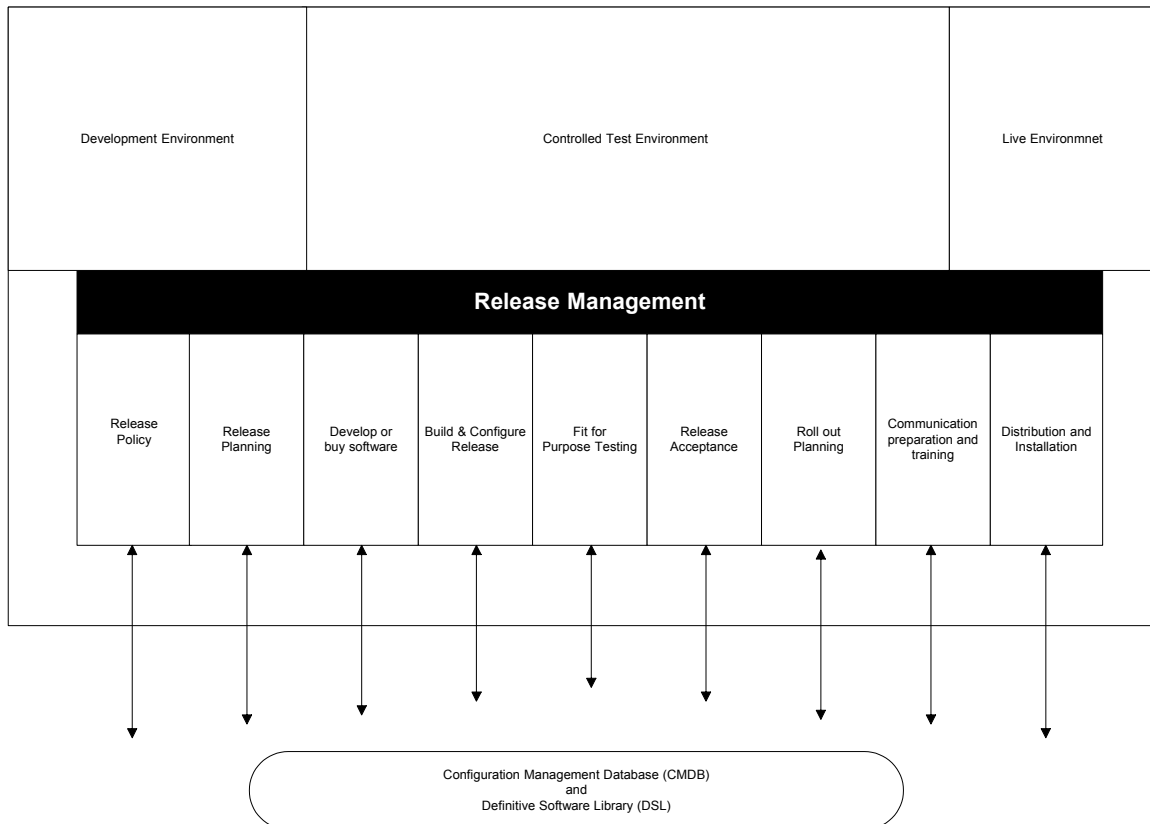 Development Environment
Controlled Test Environment
Live Environmnet
Release Management
Release
Policy
Release
Planning
Develop or
buy software
Build & Configure
Release
Fit for
Purpose Testing
Release
Acceptance
Roll out
Planning
Communication
preparation and
training
Distribution and
Installation
Configuration Management Database (CMDB)
and
Definitive Software Library (DSL)